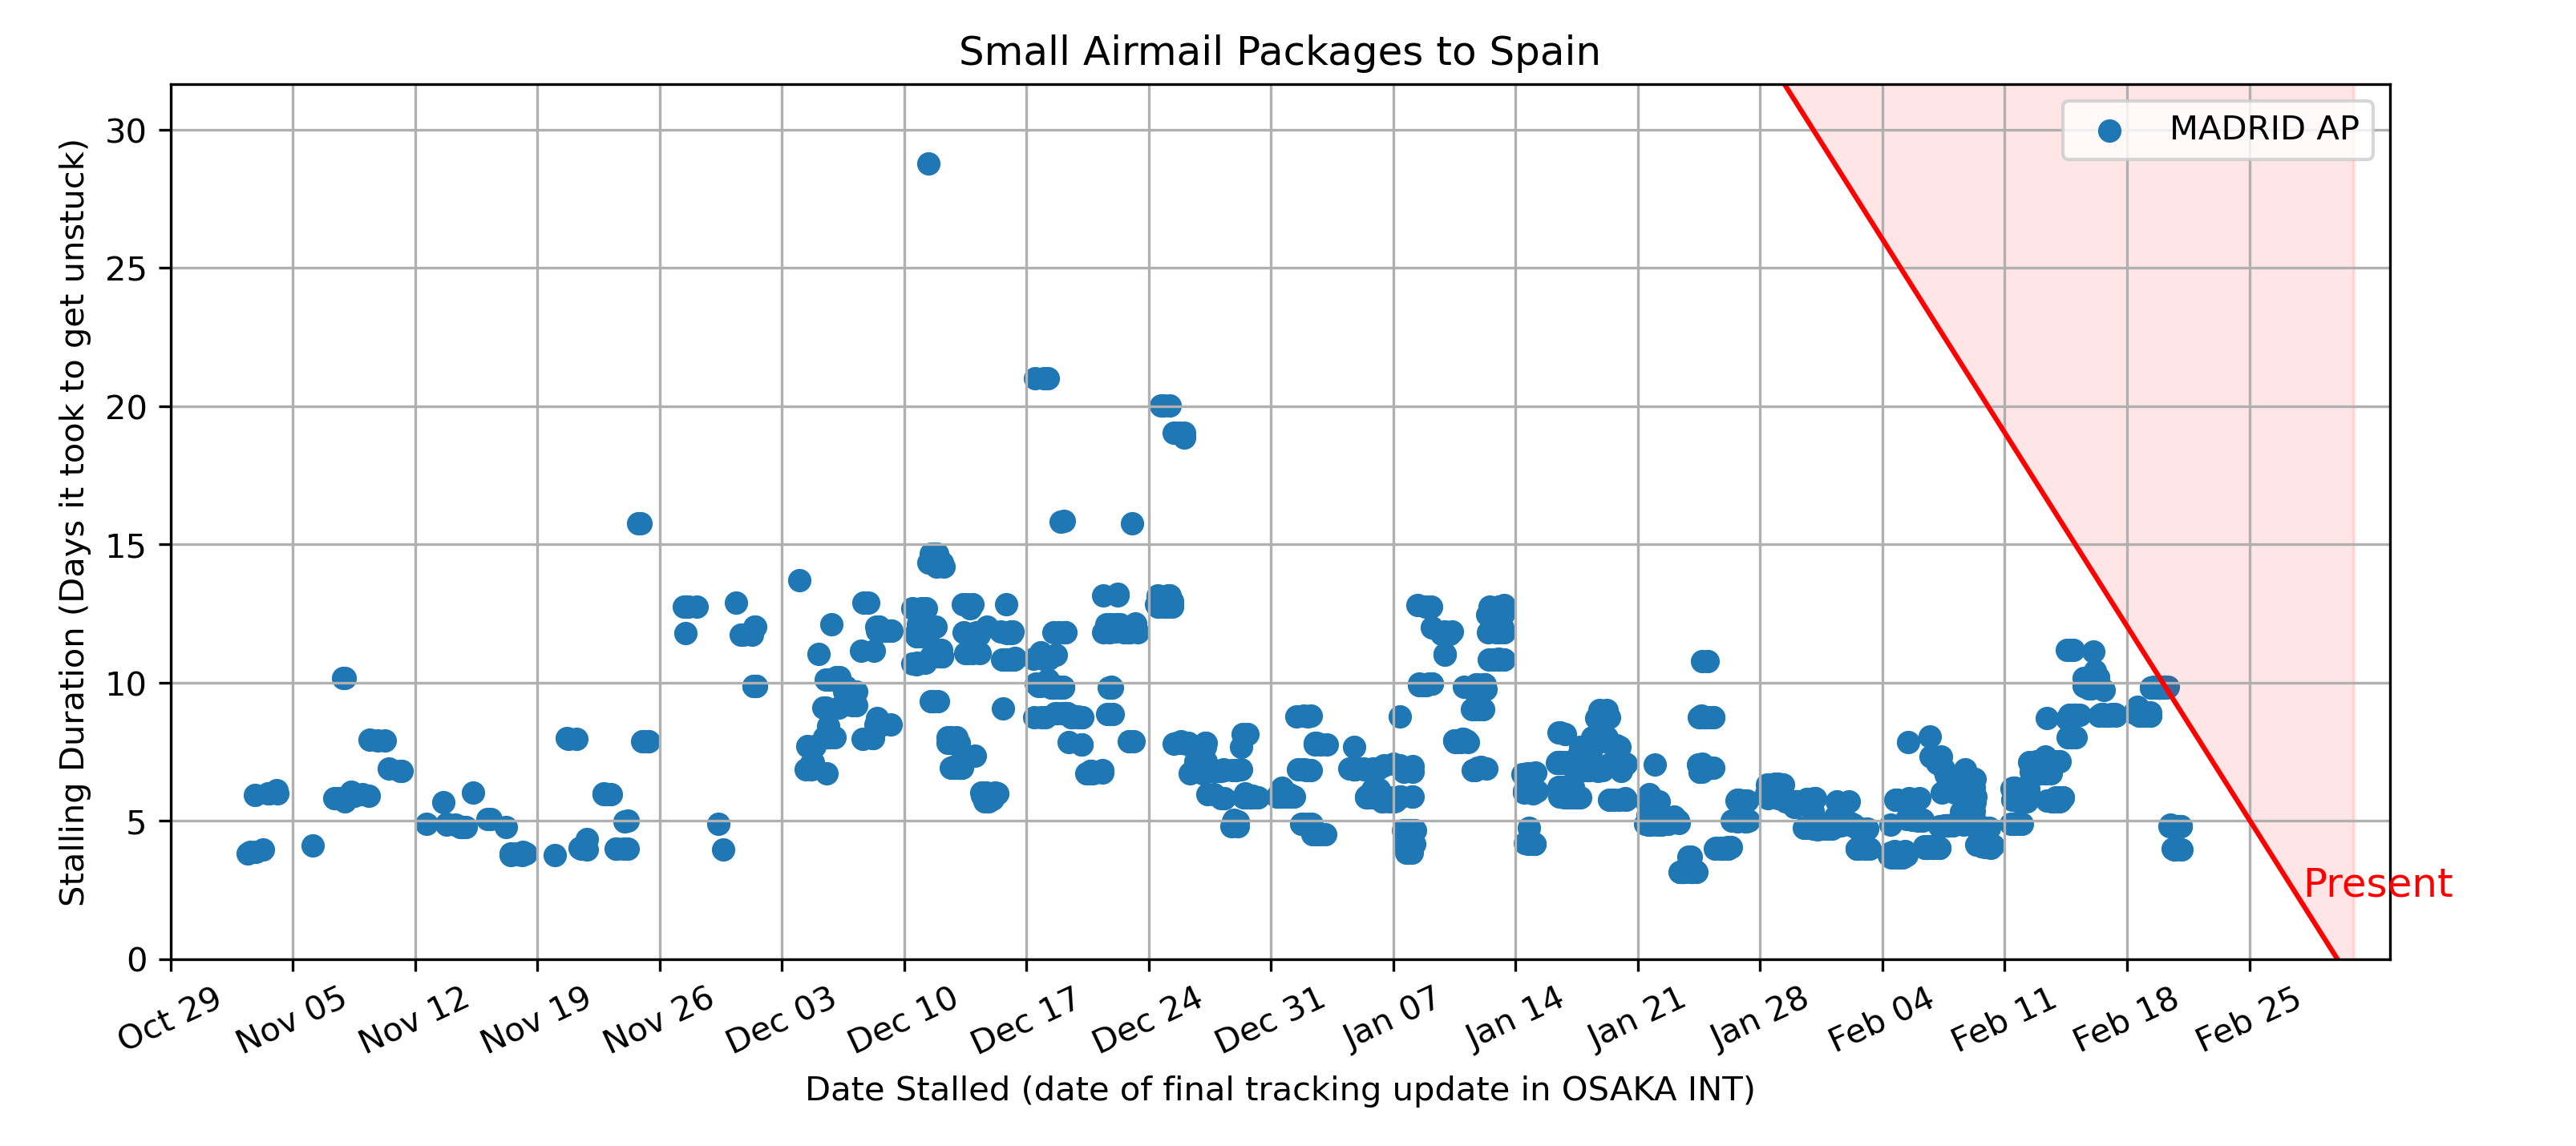 Small Airmail Packages to Spain
MADRID AP
Stalling Duration (Days it took to get unstuck)
30
25
20
15
10
5
0
Present
Oct 29
Nov 05
Nov 12
Nov 19
Nov 26
Dec 03
Dec 10
Dec 17
Dec 24
Dec 31
Jan 07
Jan 14
Jan 21
Jan 28
Feb 04
Feb 11
Feb 18
Feb 25
Date Stalled (date of final tracking update in OSAKA INT)